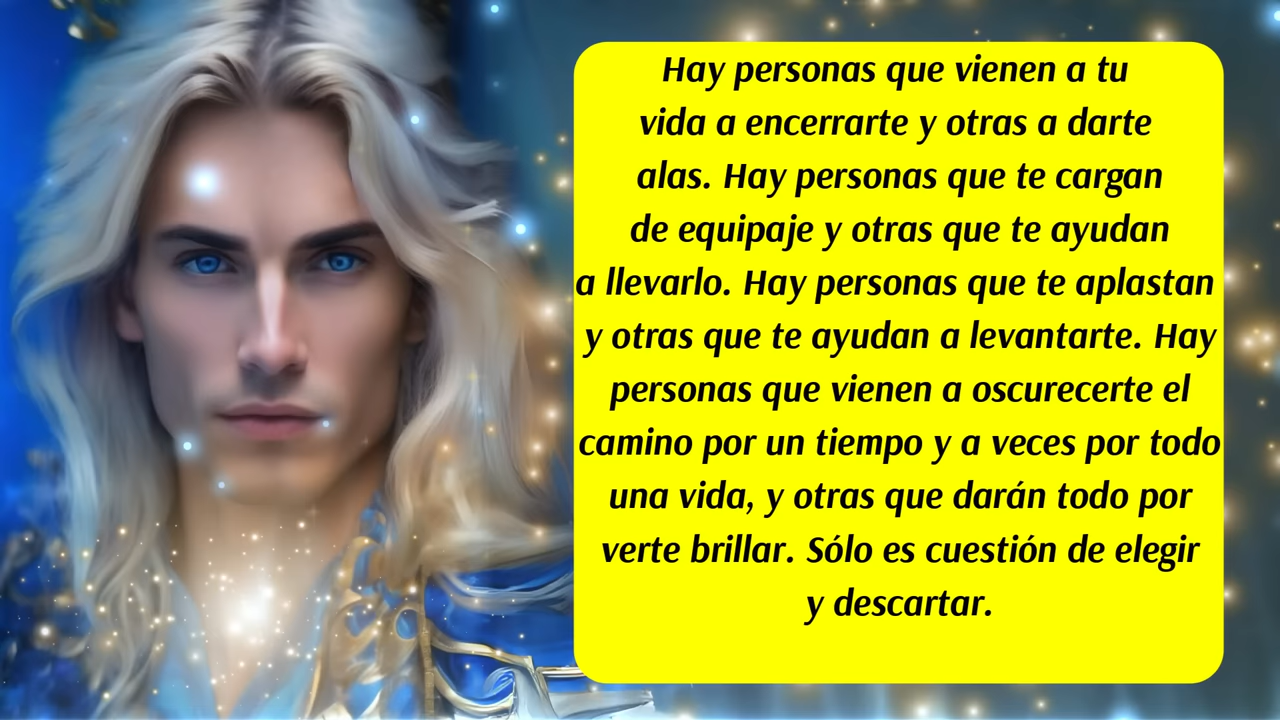 Hay personas que vienen a tu
vida a encerrarte y otras a darte
alas. Hay personas que te cargan
de equipaje y otras que te ayudan
a llevarlo. Hay personas que te aplastan
y otras que te ayudan a levantarte. Hay
personas que vienen a oscurecerte el
camino por un tiempo y a veces por todo
una vida, y otras que darán todo por
verte brillar. Sólo es cuestión de elegir
y descartar.